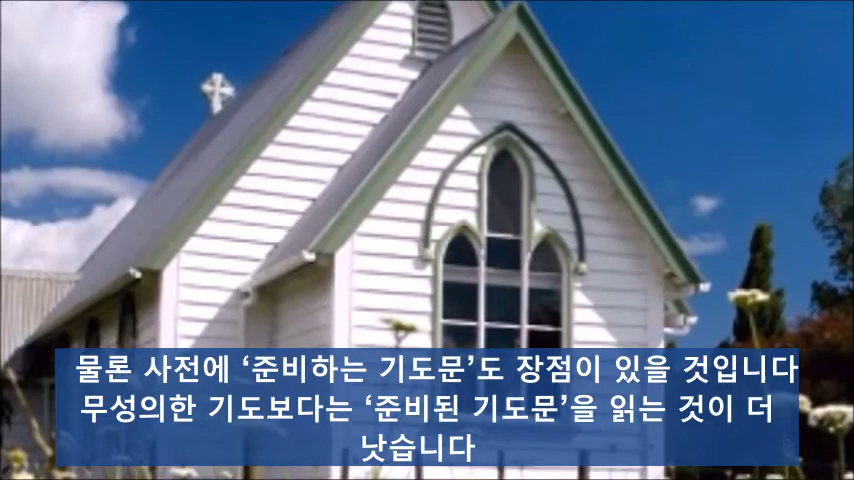 물론 사전에 ‘준비하는 기도문’도 장점이 있을 것입니다
무성의한 기도보다는 ‘준비된 기도문’을 읽는 것이 더
낫습니다